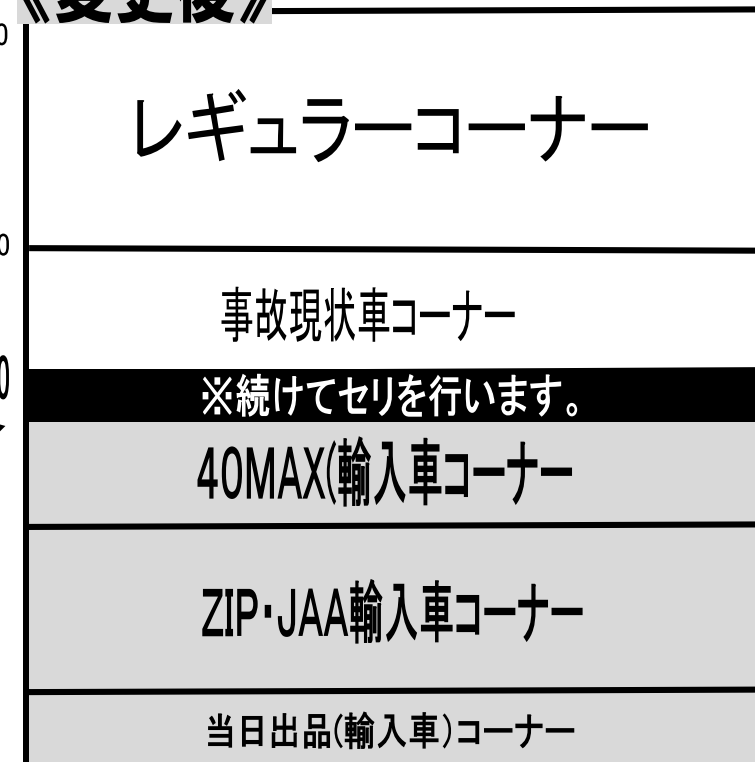 《変更後》
レギュラーコーナー
事故現状車コーナー
※続けてセリを行います。
40MAX(輸入車コーナー
ZIP・JAA輸入車コーナー
当日出品(輸入車)コーナー